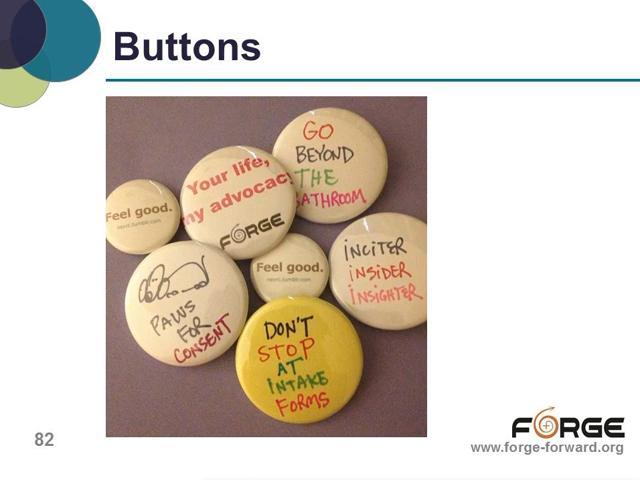 Buttons
GO
BEYOND
THE
BATHROOM
Your life,
my advocacy
FORGE
Feel good.
INCITER
INSIDER
INSIGHTER
Feel good.
PAWS
FOR
CONSENT
DON'T
STOP
AT
INTAKE
FORMS
82
FORGE
www.forge-forward.org